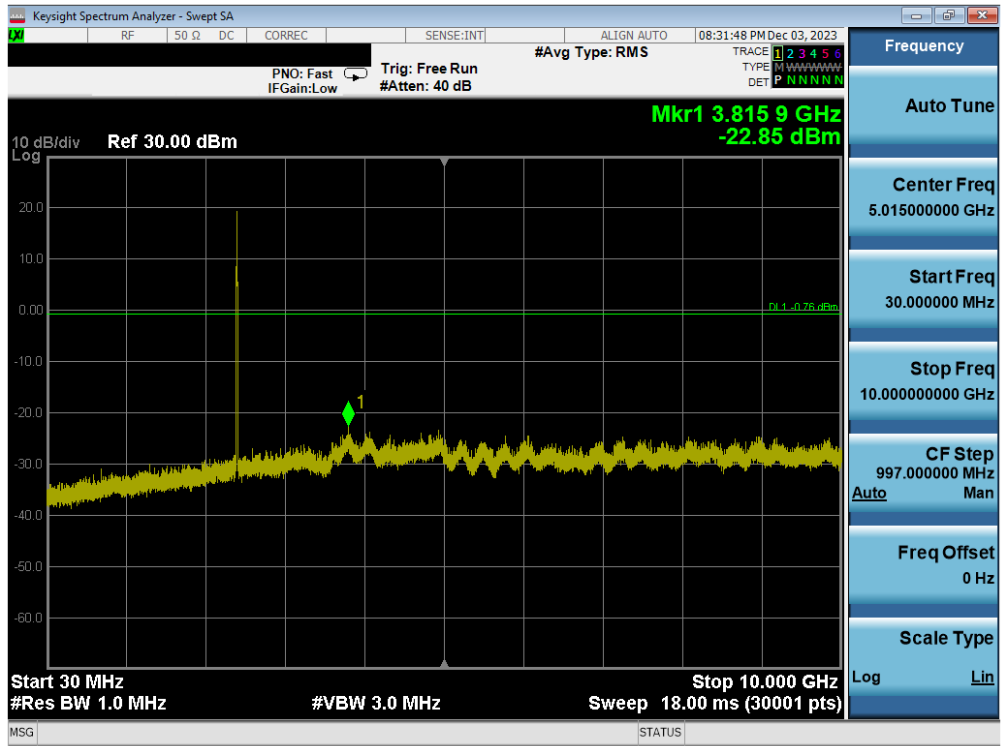 Keysight Spectrum Analyzer - Swept SA
LXI RF 50 Ω DC CORREC SENSE:INT ALIGN AUTO 08:31:48 PM Dec 03, 2023
#Avg Type: RMS
TRACE 1 2 3 4 5 6
TYPE M W W W W W
DET P N N N N N
PNO: Fast
IFGain:Low
Trig: Free Run
#Atten: 40 dB
Mkr1 3.815 9 GHz
-22.85 dBm
10 dB/div
Log
Ref 30.00 dBm
20.0
10.0
0.00
DL1 -0.76 dBm
-10.0
1
-20.0
-30.0
-40.0
-50.0
-60.0
Start 30 MHz
Stop 10.000 GHz
#Res BW 1.0 MHz
#VBW 3.0 MHz
Sweep 18.00 ms (30001 pts)
MSG
STATUS
Frequency
Auto Tune
Center Freq
5.015000000 GHz
Start Freq
30.000000 MHz
Stop Freq
10.000000000 GHz
CF Step
997.000000 MHz
Auto Man
Freq Offset
0 Hz
Scale Type
Log Lin